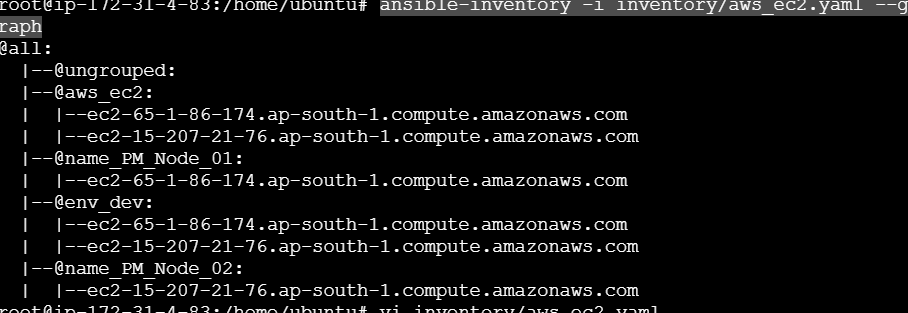 root@ip-172-31-4-83:/home/ubuntu# ansible-inventory -i inventory/aws_ec2.yaml --g
raph
@all:
  |--@ungrouped:
  |--@aws_ec2:
  |  |--ec2-65-1-86-174.ap-south-1.compute.amazonaws.com
  |  |--ec2-15-207-21-76.ap-south-1.compute.amazonaws.com
  |--@name_PM_Node_01:
  |  |--ec2-65-1-86-174.ap-south-1.compute.amazonaws.com
  |--@env_dev:
  |  |--ec2-65-1-86-174.ap-south-1.compute.amazonaws.com
  |  |--ec2-15-207-21-76.ap-south-1.compute.amazonaws.com
  |--@name_PM_Node_02:
  |  |--ec2-15-207-21-76.ap-south-1.compute.amazonaws.com
root@ip-172-31-4-83:/home/ubuntu# vi inventory/aws_ec2.yaml